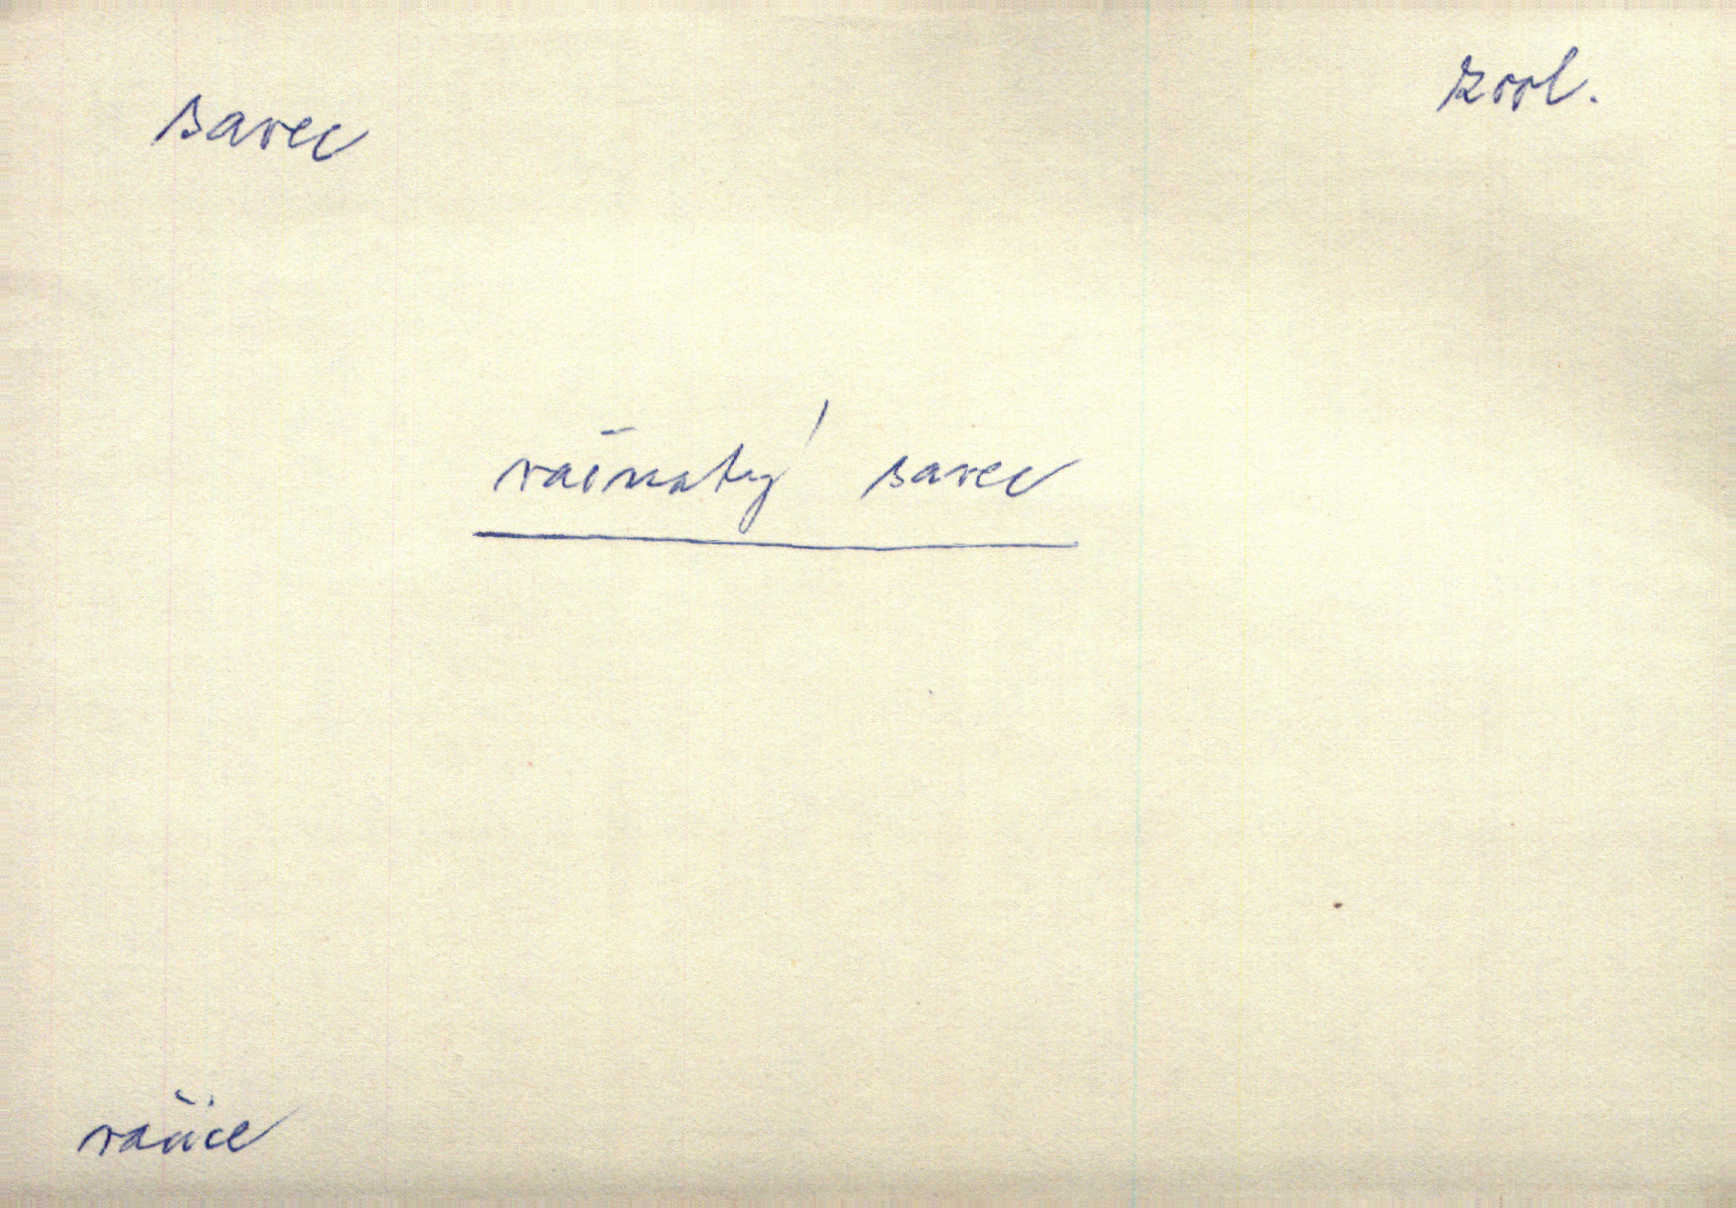 savec
zool.
vačnatý savec
vačice